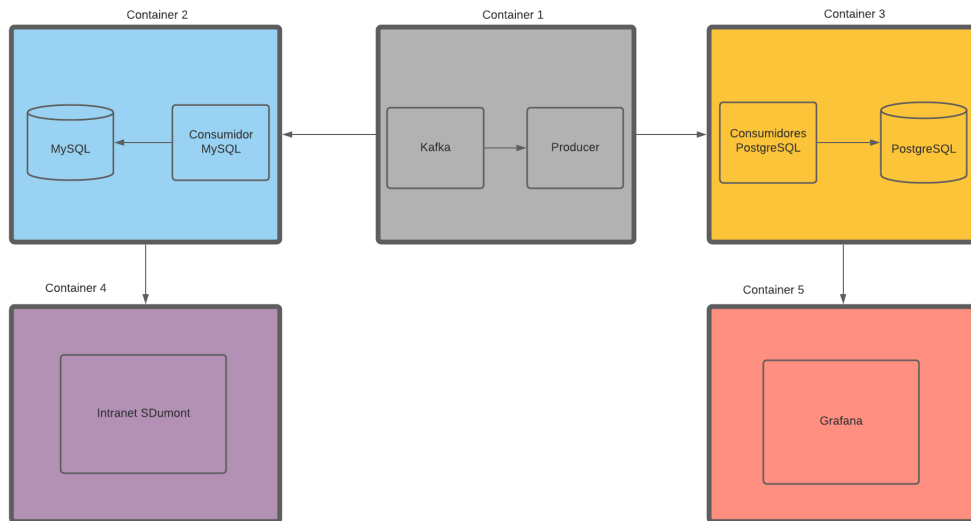 Container 2
Container 1
Container 3
MySQL
Consumidor
MySQL
Kafka
Producer
Consumidores
PostgreSQL
PostgreSQL
Container 4
Container 5
Intranet SDumont
Grafana